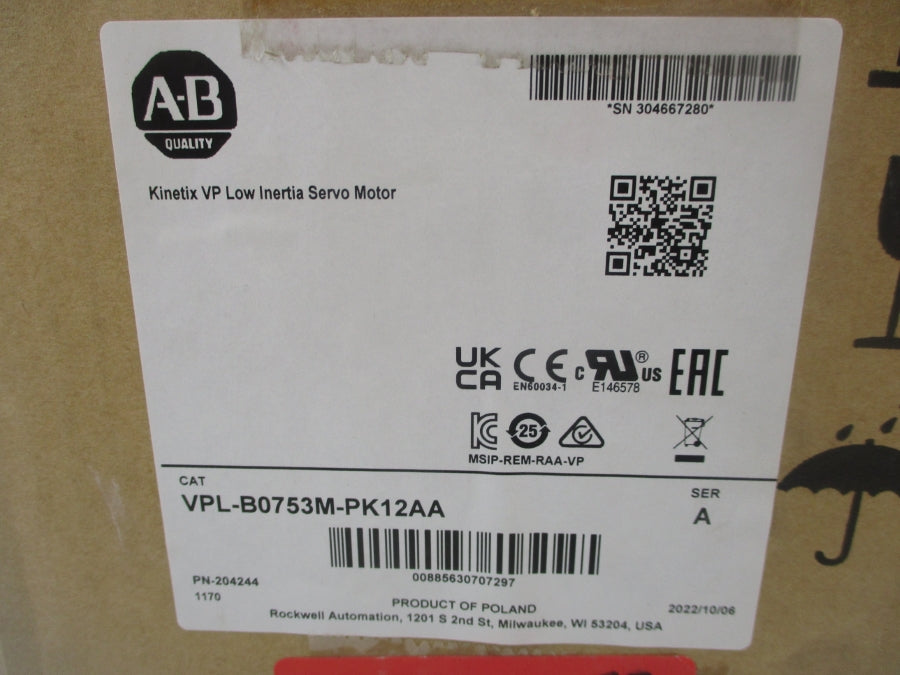 A-B
QUALITY
*SN 304667280*
Kinetix VP Low Inertia Servo Motor
UK CA CE c RU ® US EAC
EN60034-1 E146578
KC 25
MSIP-REM-RAA-VP
CAT
VPL-B0753M-PK12AA
SER
A
00885630707297
PN-204244
1170
PRODUCT OF POLAND
2022/10/06
Rockwell Automation, 1201 S 2nd St, Milwaukee, WI 53204, USA